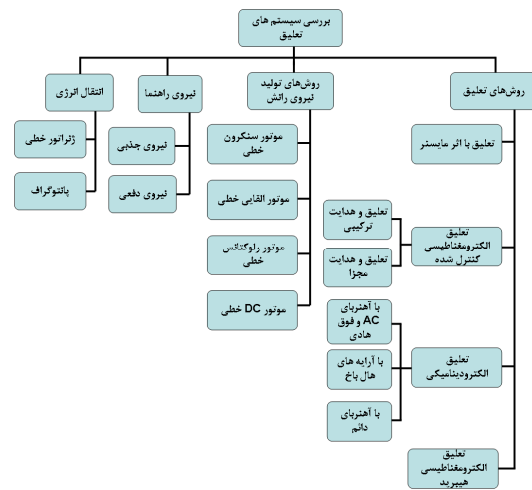 بررسی سیستم های
تعلیق
روش‌های تعلیق
تعلیق با اثر مایسنر
تعلیق
الکترومغناطیسی
کنترل شده
تعلیق و هدایت
ترکیبی
تعلیق و هدایت
مجزا
تعلیق
الکترودینامیکی
با آهنربای
AC و فوق
هادی
با آرایه های
هال باخ
با آهنربای
دائم
تعلیق
الکترومغناطیسی
هیبرید
روش‌های تولید
نیروی رانش
موتور سنکرون
خطی
موتور القایی خطی
موتور رلوکتانس
خطی
موتور DC خطی
نیروی راهنما
نیروی جذبی
نیروی دفعی
انتقال انرژی
ژنراتور خطی
پانتوگراف